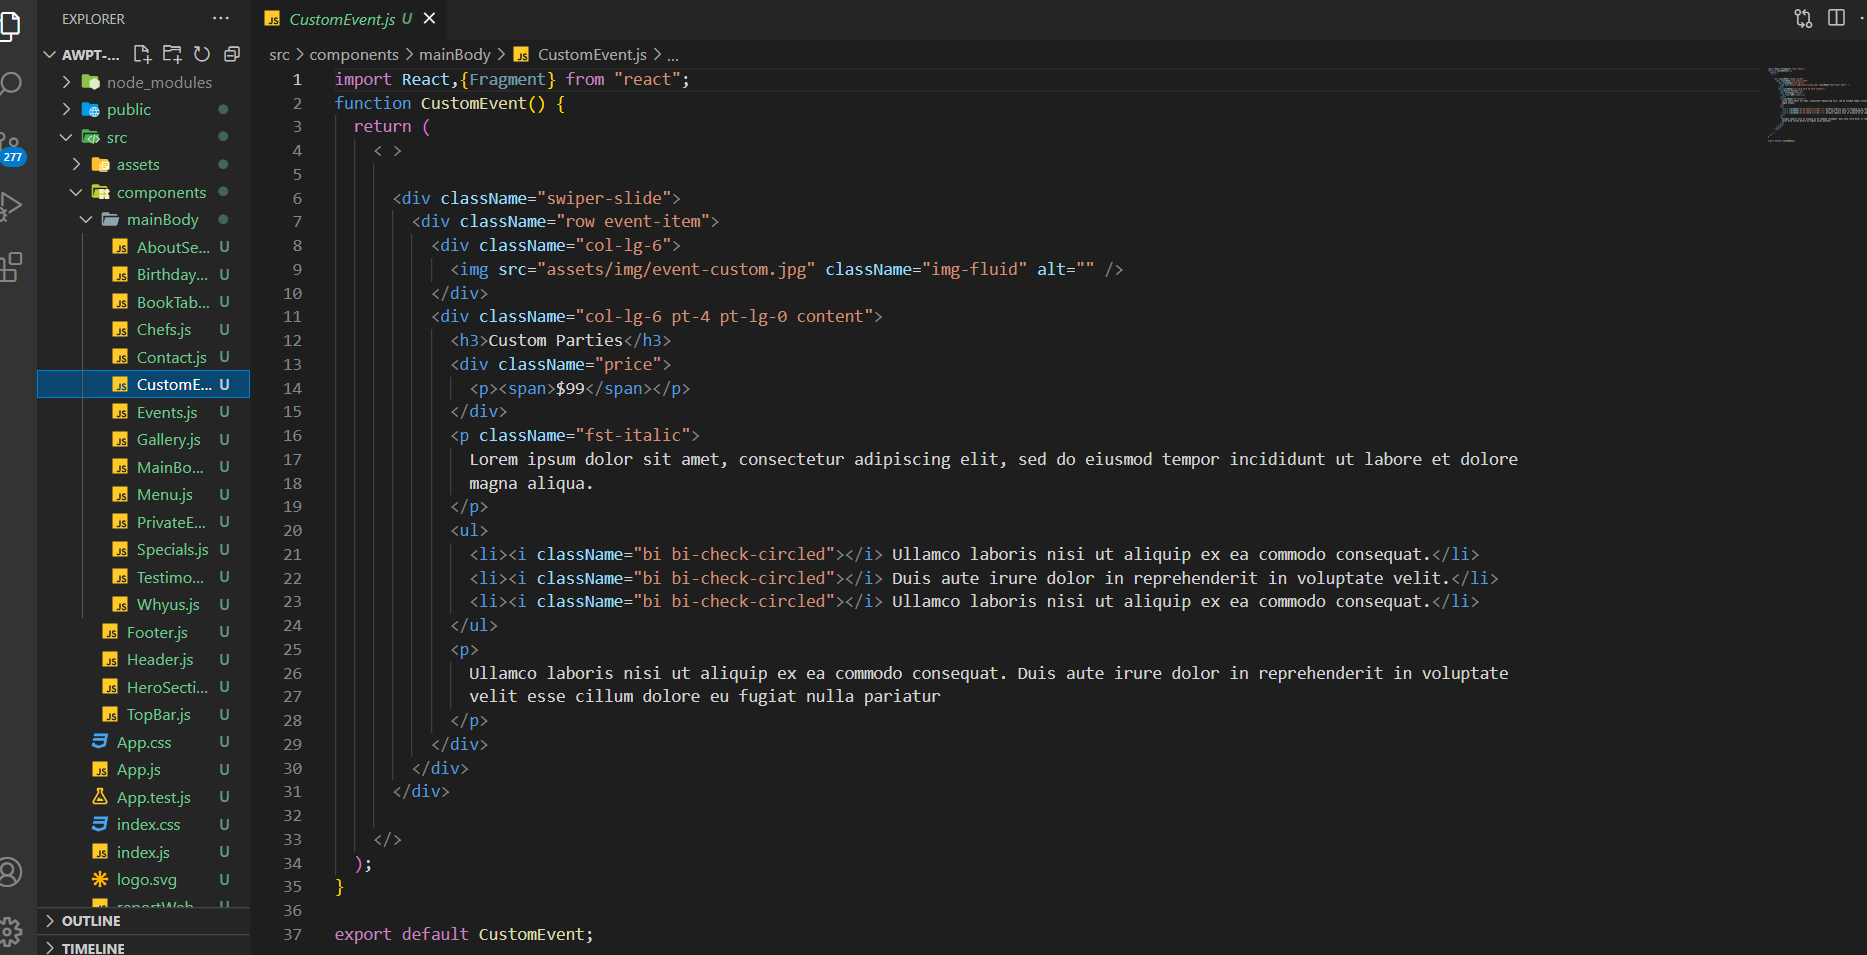 EXPLORER
AWPT-...
node_modules
public
src
assets
components
mainBody
AboutSe... U
Birthday... U
BookTab... U
Chefs.js U
Contact.js U
CustomE... U
Events.js U
Gallery.js U
MainBo... U
Menu.js U
PrivateE... U
Specials.js U
Testimo... U
Whyus.js U
Footer.js U
Header.js U
HeroSecti... U
TopBar.js U
App.css U
App.js U
App.test.js U
index.css U
index.js U
logo.svg U
OUTLINE
TIMELINE
277
CustomEvent.js U
src > components > mainBody > CustomEvent.js > ...
1 import React,{Fragment} from "react";
2 function CustomEvent() {
3 return (
4 < >
5
6 <div className="swiper-slide">
7 <div className="row event-item">
8 <div className="col-lg-6">
9 <img src="assets/img/event-custom.jpg" className="img-fluid" alt="" />
10 </div>
11 <div className="col-lg-6 pt-4 pt-lg-0 content">
12 <h3>Custom Parties</h3>
13 <div className="price">
14 <p><span>$99</span></p>
15 </div>
16 <p className="fst-italic">
17 Lorem ipsum dolor sit amet, consectetur adipiscing elit, sed do eiusmod tempor incididunt ut labore et dolore
18 magna aliqua.
19 </p>
20 <ul>
21 <li><i className="bi bi-check-circled"></i> Ullamco laboris nisi ut aliquip ex ea commodo consequat.</li>
22 <li><i className="bi bi-check-circled"></i> Duis aute irure dolor in reprehenderit in voluptate velit.</li>
23 <li><i className="bi bi-check-circled"></i> Ullamco laboris nisi ut aliquip ex ea commodo consequat.</li>
24 </ul>
25 <p>
26 Ullamco laboris nisi ut aliquip ex ea commodo consequat. Duis aute irure dolor in reprehenderit in voluptate
27 velit esse cillum dolore eu fugiat nulla pariatur
28 </p>
29 </div>
30 </div>
31 </div>
32
33 </>
34 );
35 }
36
37 export default CustomEvent;